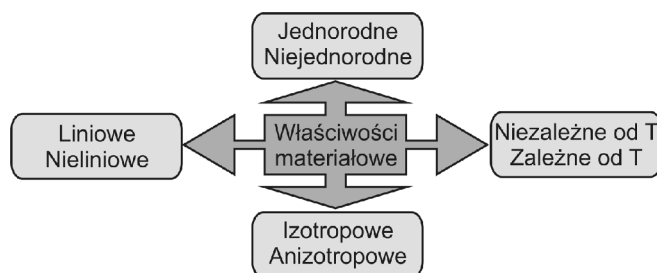 Jednorodne
Niejednorodne
Liniowe
Nieliniowe
Właściwości
materiałowe
Niezależne od T
Zależne od T
Izotropowe
Anizotropowe